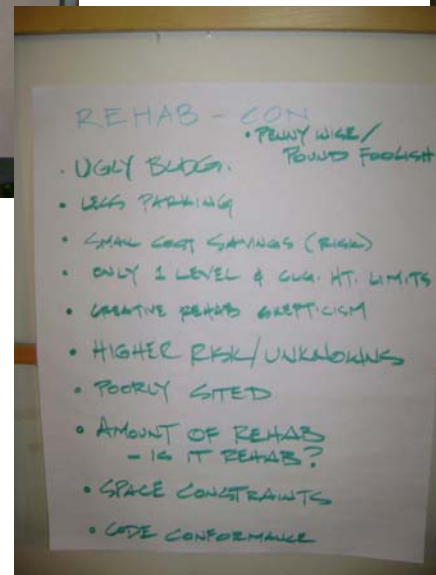 REHAB - CON
• PENNY WISE/
POUND FOOLISH
• UGLY BLDG.
• LESS PARKING
• SMALL COST SAVINGS (RISK)
• ONLY 1 LEVEL & CLG. HT. LIMITS
• CREATIVE REHAB SKEPTICISM
• HIGHER RISK/UNKNOWNS
• POORLY SITED
• AMOUNT OF REHAB
- IS IT REHAB?
• SPACE CONSTRAINTS
• CODE CONFORMANCE